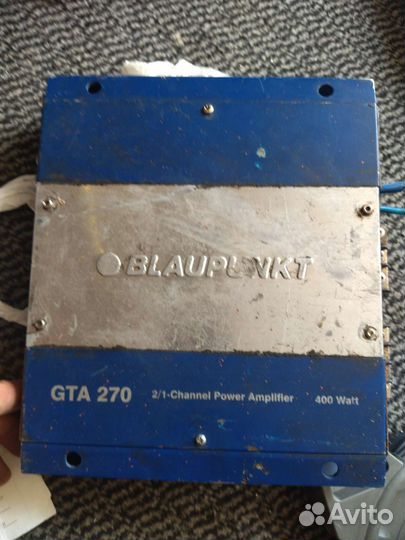 BLAUPUNKT
GTA 270 2/1-Channel Power Amplifier 400 Watt
Avito